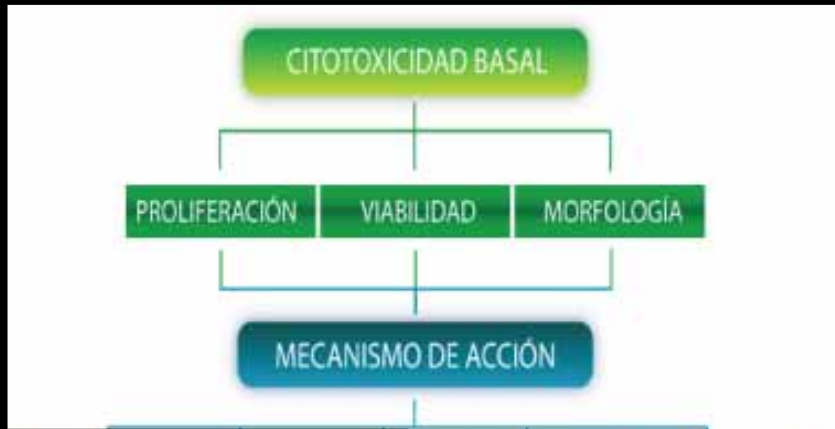 CITOTOXICIDAD BASAL
PROLIFERACIÓN VIABILIDAD MORFOLOGÍA
MECANISMO DE ACCIÓN